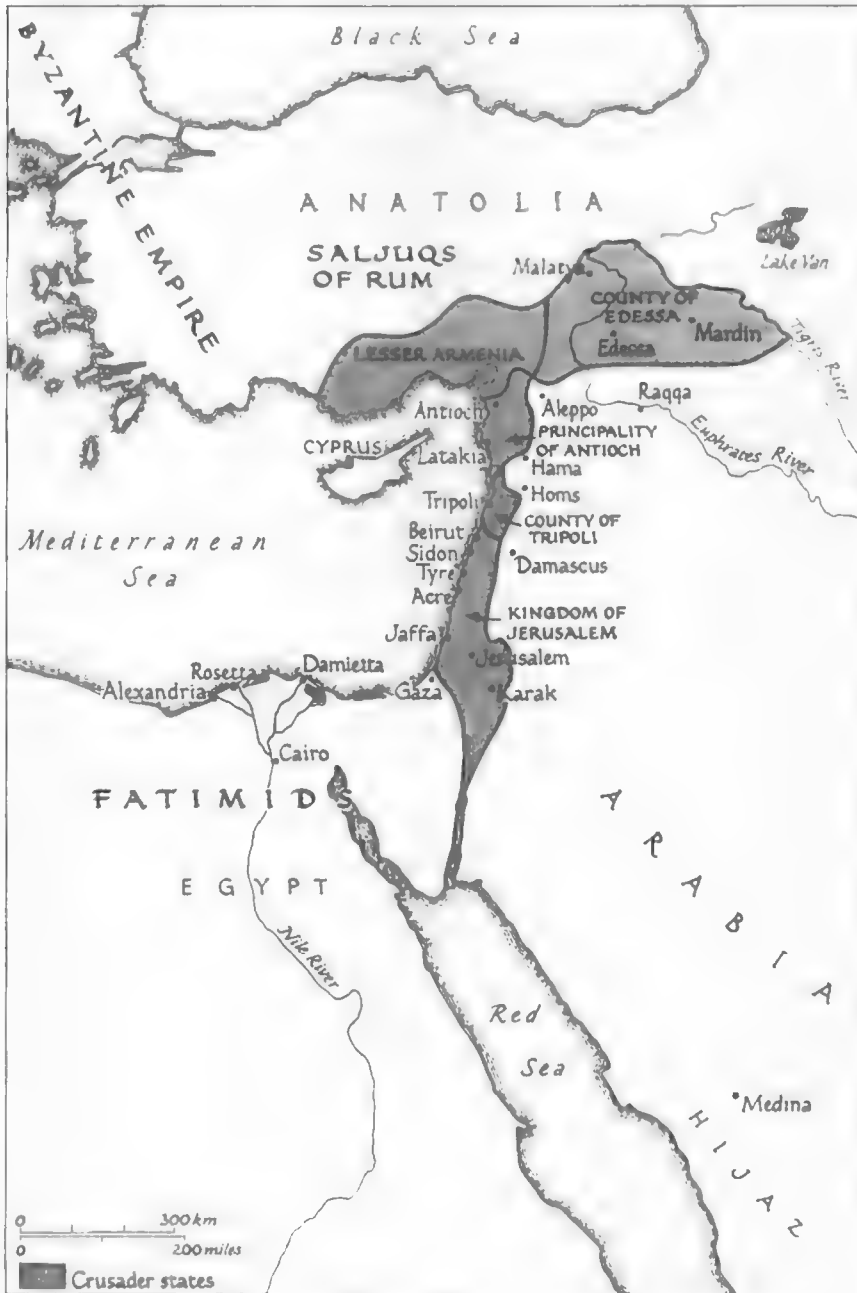 Black Sea
BYZANTINE EMPIRE
ANATOLIA
SALJUQS
OF RUM
Lake Van
Malatya
COUNTY OF
EDESSA
Mardin
Edessa
Tigris River
LESSER ARMENIA
Raqqa
Antioch
Aleppo
Euphrates River
PRINCIPALITY
OF ANTIOCH
CYPRUS
Latakia
Hama
Homs
Tripoli
COUNTY OF
TRIPOLI
Beirut
Mediterranean
Sea
Sidon
Damascus
Tyre
Acre
KINGDOM OF
JERUSALEM
Jaffa
Jerusalem
Damietta
Rosetta
Alexandria
Gaza
Karak
Cairo
FATIMIDS
ARABIA
EGYPT
Nile River
Red
Sea
Medina
HIJAZ
0 300 km
0 200 miles
Crusader states